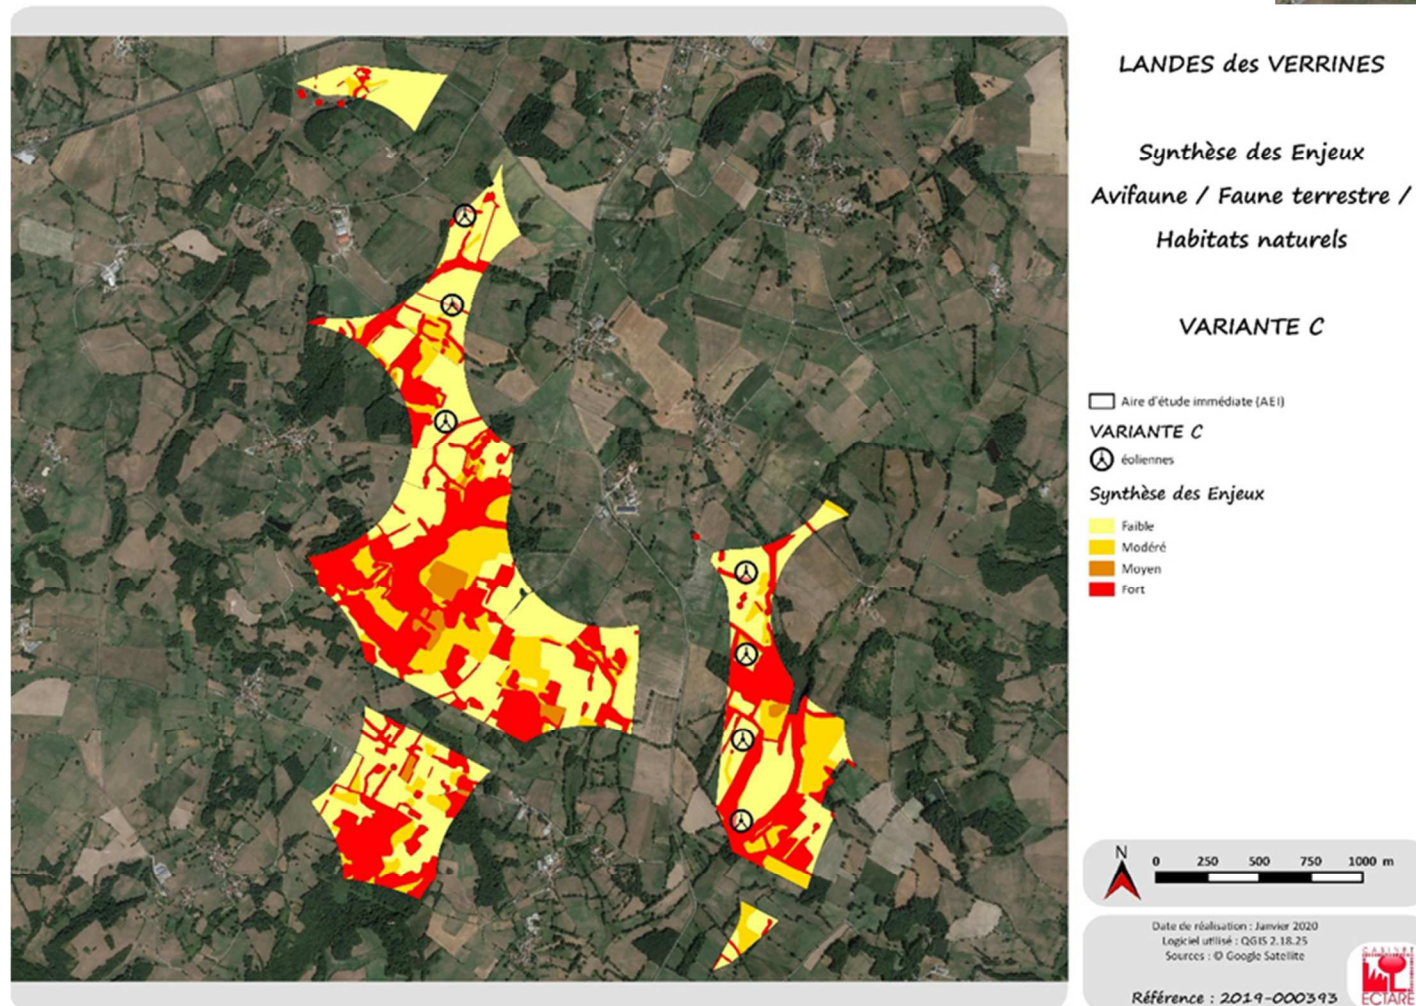 LANDES des VERRINES
Synthèse des Enjeux
Avifaune / Faune terrestre /
Habitats naturels
VARIANTE C
Aire d'étude immédiate (AEI)
VARIANTE C
éoliennes
Synthèse des Enjeux
Faible
Modéré
Moyen
Fort
N
0 250 500 750 1000 m
Date de réalisation : Janvier 2020
Logiciel utilisé : QGIS 2.18.25
Sources : © Google Satellite
Référence : 2019-000393
CABINET
ECTARE